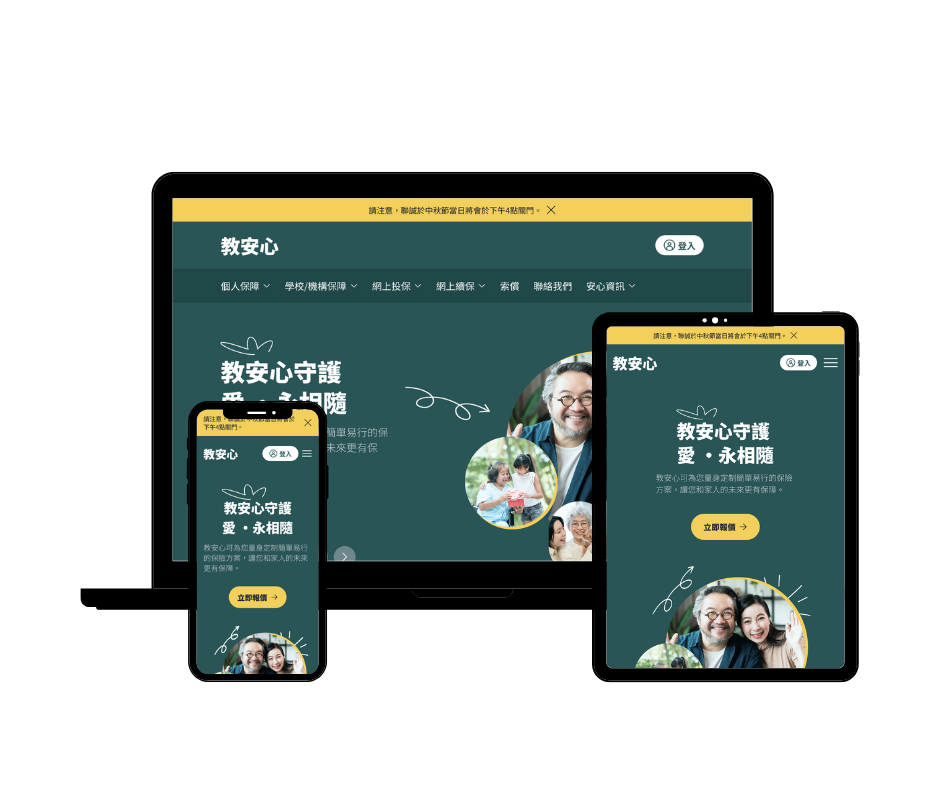 請注意，聯誠於中秋節當日將會於下午4點關門。
教安心
登入
個人保障
學校/機構保障
網上投保
網上續保
索償
聯絡我們
安心資訊
教安心守護
愛 ・永相隨
簡單易行的保
未來更有保
請注意，聯誠於中秋節當日將會於
下午4點關門。
教安心
登入
教安心守護
愛 ・永相隨
教安心可為您量身定制簡單易行
的保險方案，讓您和家人的未來
更有保障。
立即報價
請注意，聯誠於中秋節當日將會於下午4點關門。
教安心
登入
教安心守護
愛 ・永相隨
教安心可為您量身定制簡單易行的保險
方案，讓您和家人的未來更有保障。
立即報價